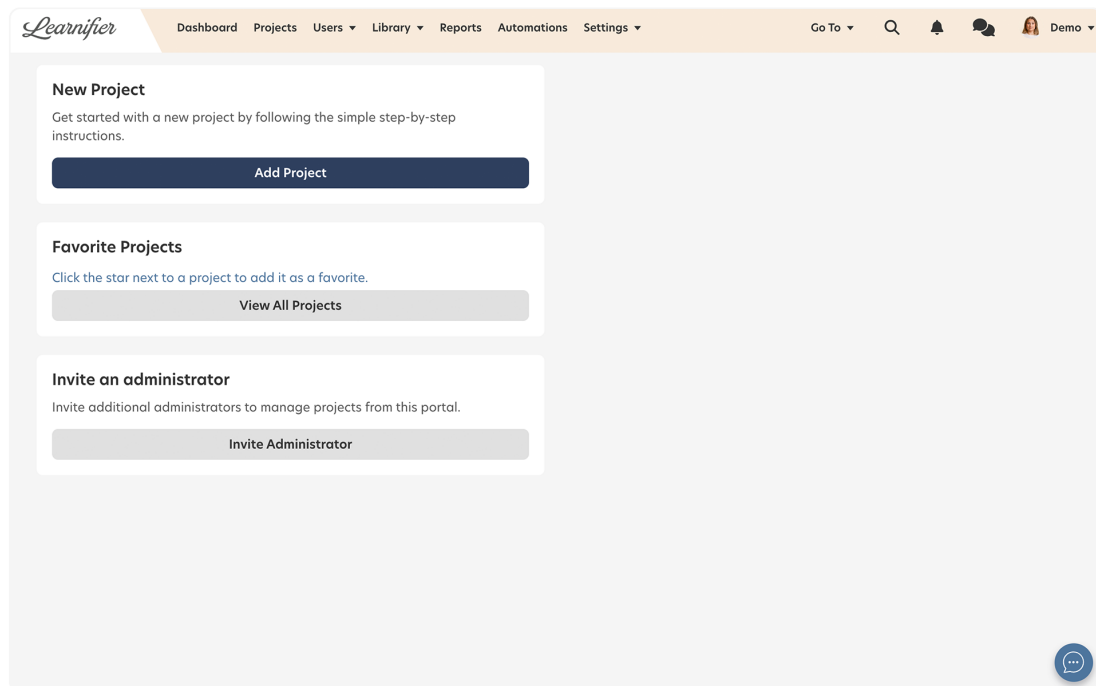 Learnifier
Dashboard Projects Users Library Reports Automations Settings Go To Demo
New Project
Get started with a new project by following the simple step-by-step
instructions.
Add Project
Favorite Projects
Click the star next to a project to add it as a favorite.
View All Projects
Invite an administrator
Invite additional administrators to manage projects from this portal.
Invite Administrator